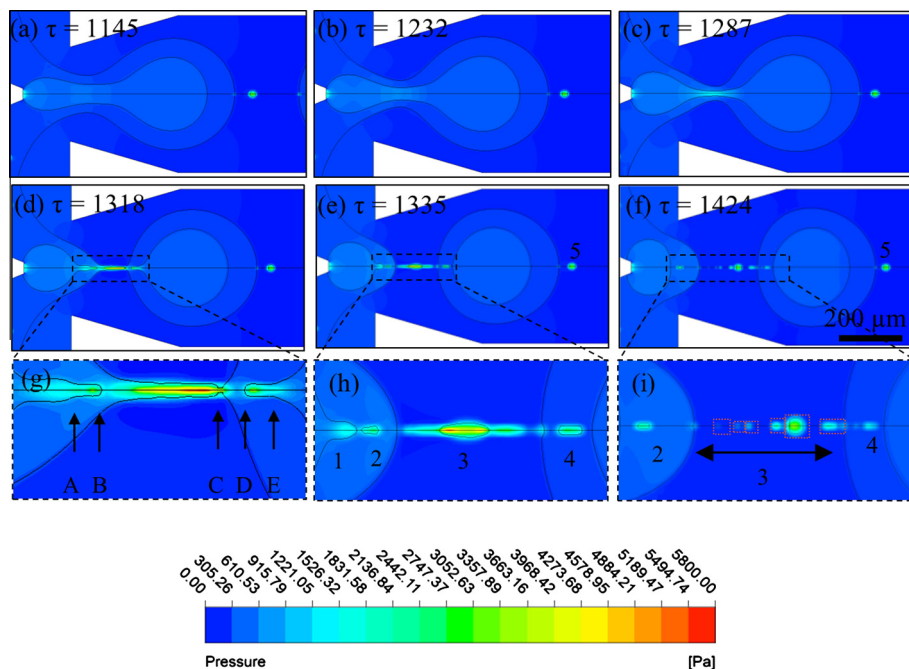 (a) τ = 1145
(b) τ = 1232
(c) τ = 1287
(d) τ = 1318
(e) τ = 1335
5
(f) τ = 1424
5
200 µm
(g)
A B C D E
(h)
1 2 3 4
(i)
2 3 4
0.00 305.26 610.53 915.79 1221.05 1526.32 1831.58 2136.84 2442.11 2747.37 3052.63 3357.89 3663.16 3968.42 4273.68 4578.95 4884.21 5189.47 5494.74 5800.00
Pressure [Pa]